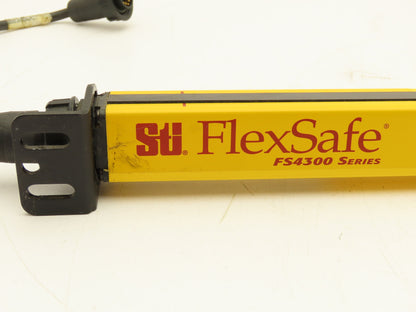 Sti. FlexSafe®
FS4300 SERIES